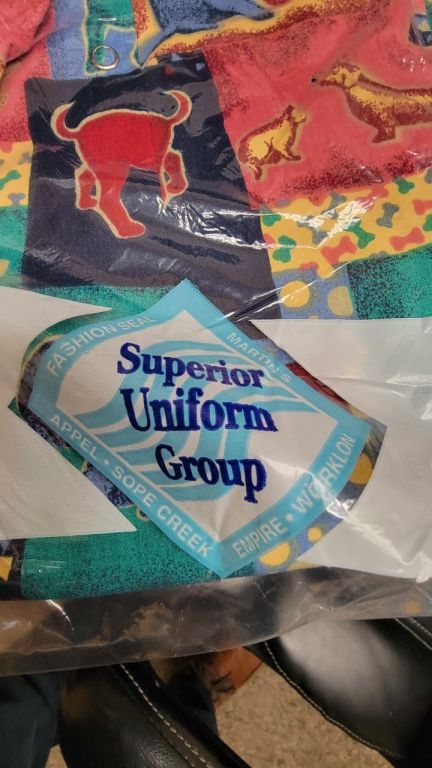 FASHION SEAL
MARTIN'S
Superior
Uniform
Group
APPEL • SOPE CREEK
EMPIRE • WORKLON